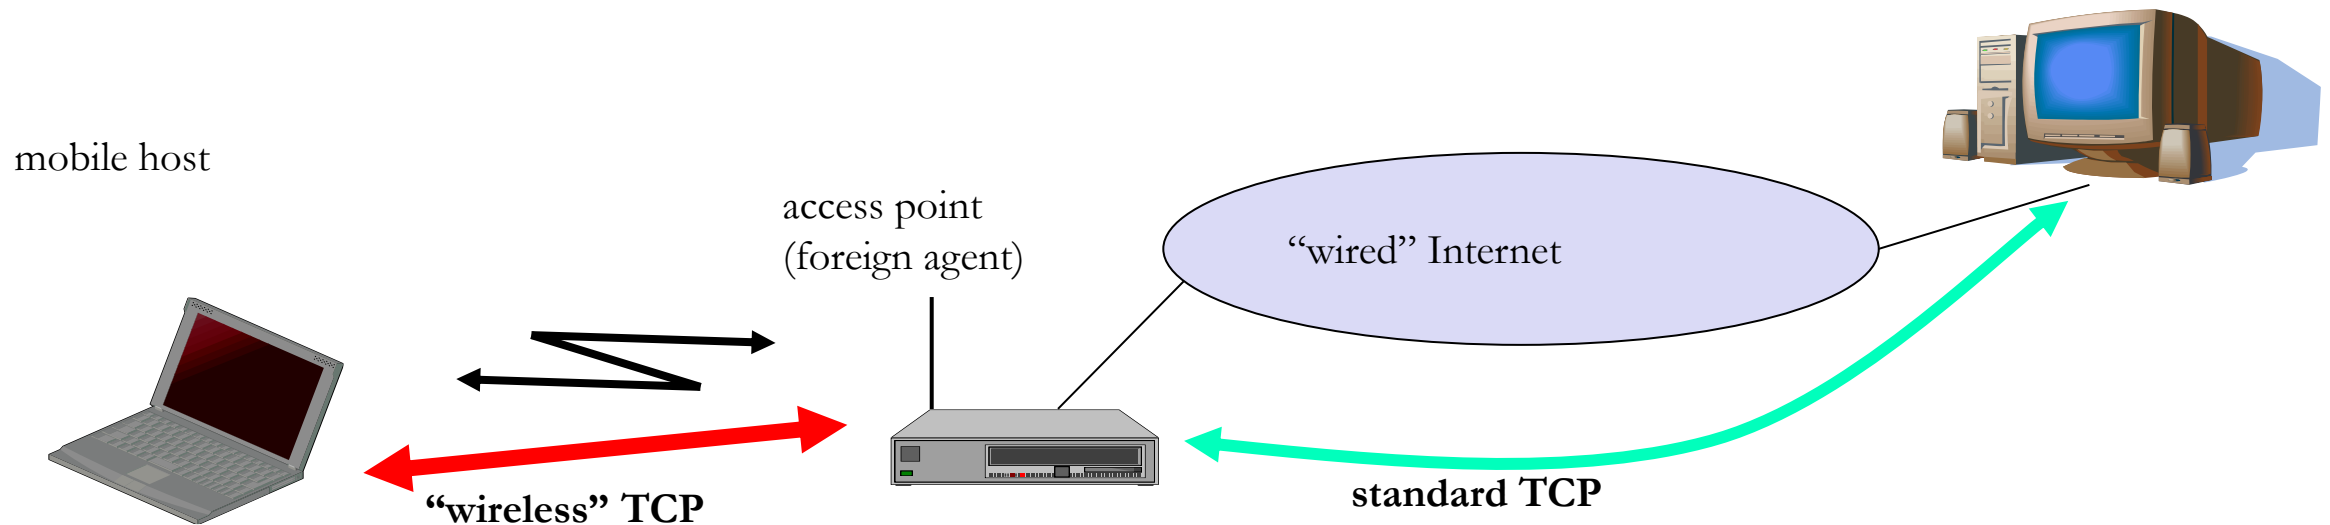 mobile host
access point
(foreign agent)
“wired” Internet
“wireless” TCP
standard TCP